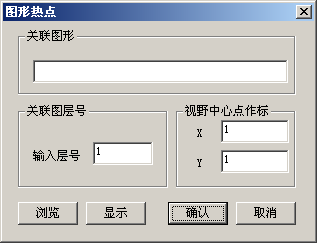 图形热点
关联图形
关联图层号
输入层号 1
视野中心点作标
X 1
Y 1
浏览 显示 确认 取消